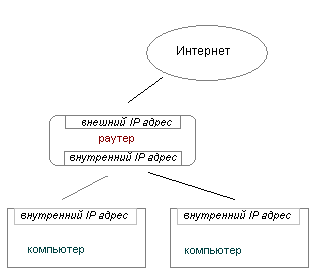 Интернет
внешний IP адрес
раутер
внутренний IP адрес
внутренний IP адрес
компьютер
внутренний IP адрес
компьютер